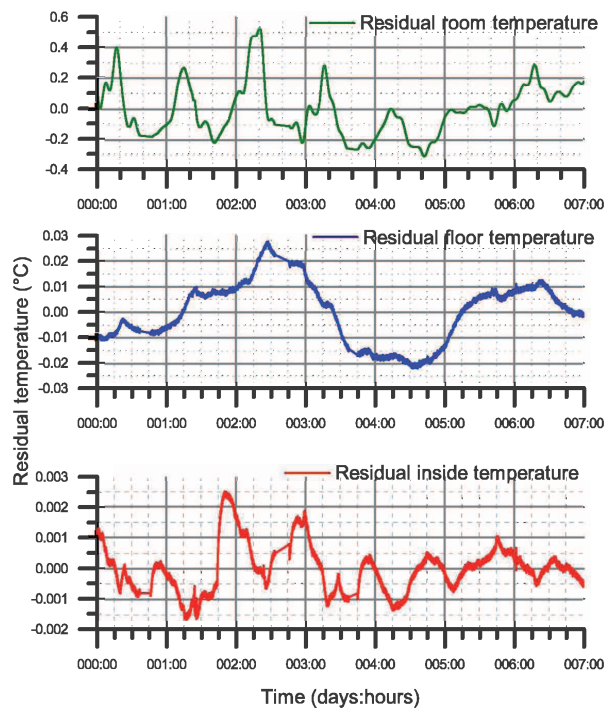 Residual room temperature
0.6
0.4
0.2
0.0
-0.2
-0.4
000:00 001:00 002:00 003:00 004:00 005:00 006:00 007:00
Residual floor temperature
0.03
0.02
0.01
0.00
-0.01
-0.02
-0.03
000:00 001:00 002:00 003:00 004:00 005:00 006:00 007:00
Residual temperature (°C)
Residual inside temperature
0.003
0.002
0.001
0.000
-0.001
-0.002
000:00 001:00 002:00 003:00 004:00 005:00 006:00 007:00
Time (days:hours)